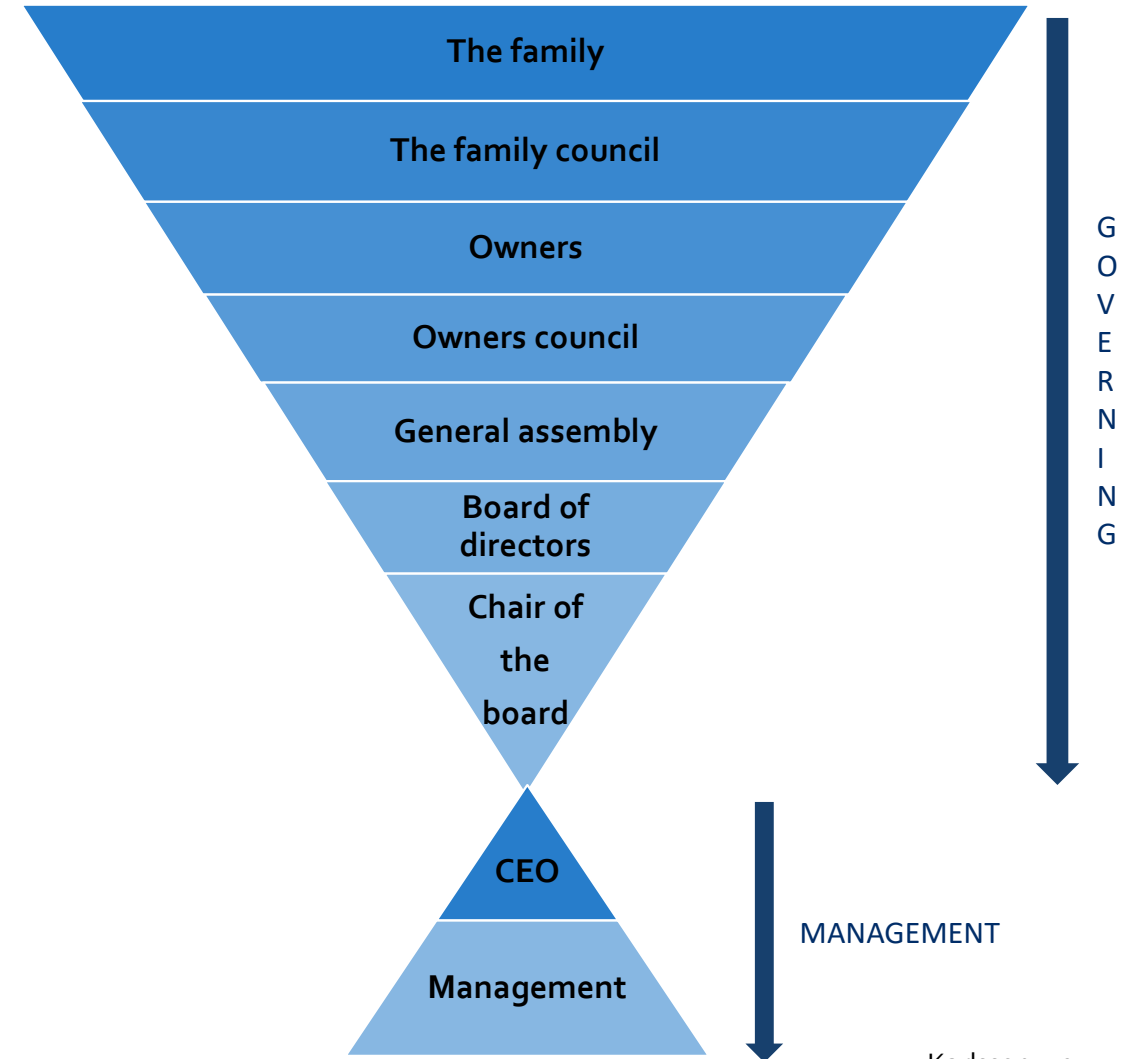 The family
The family council
Owners
Owners council
General assembly
Board of
directors
Chair of
the
board
G
O
V
E
R
N
I
N
G
CEO
MANAGEMENT
Management